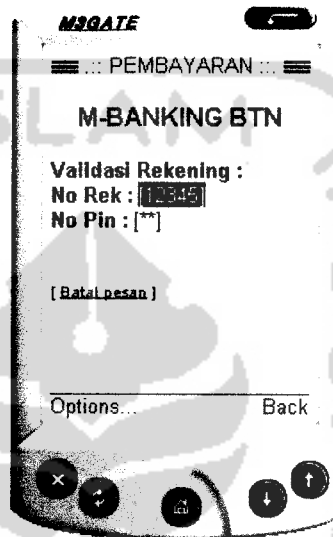 M3GATE
.:: PEMBAYARAN ::.
M-BANKING BTN
Validasi Rekening :
No Rek : [12345]
No Pin : [**]
[ Batal pesan ]
Options...
Back